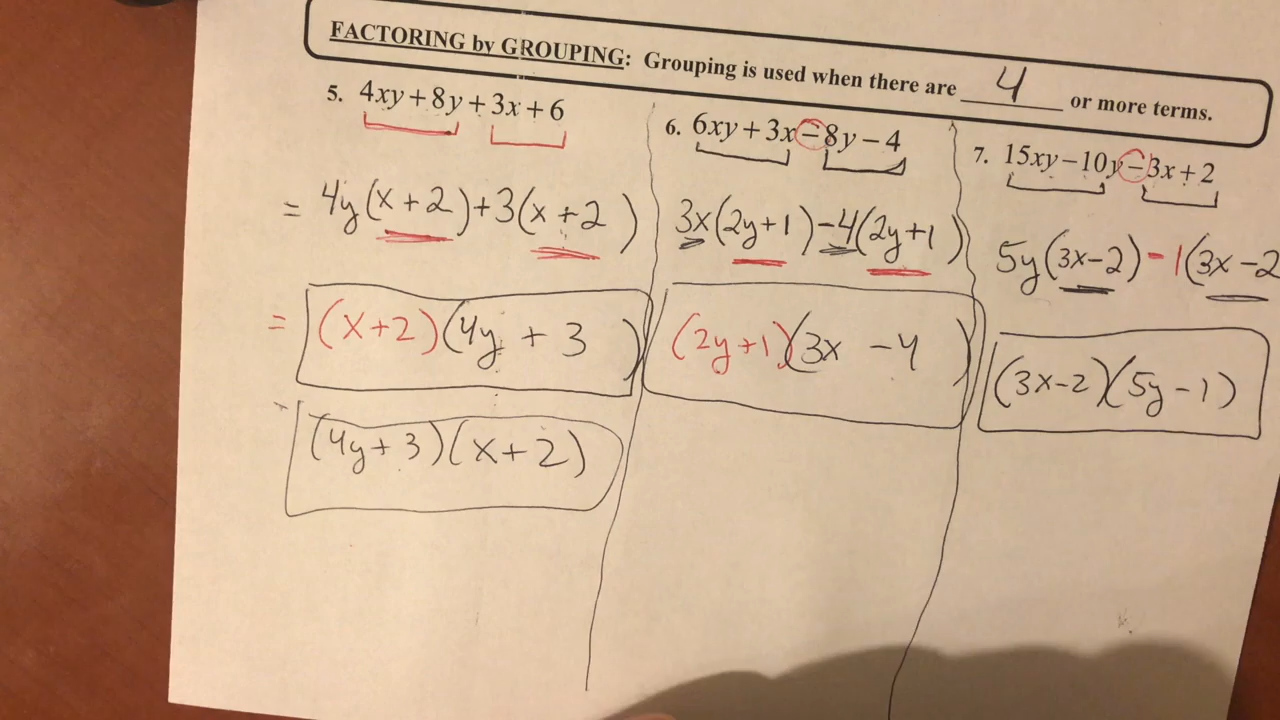 FACTORING by GROUPING: Grouping is used when there are 4 or more terms.
5. 4xy + 8y + 3x + 6
= 4y(x+2)+3(x+2)
= (x+2)(4y + 3)
(4y+3)(x+2)
6. 6xy + 3x − 8y − 4
3x(2y+1)-4(2y+1)
(2y+1)(3x - 4)
7. 15xy − 10y − 3x + 2
5y(3x-2)-1(3x-2
(3x-2)(5y-1)